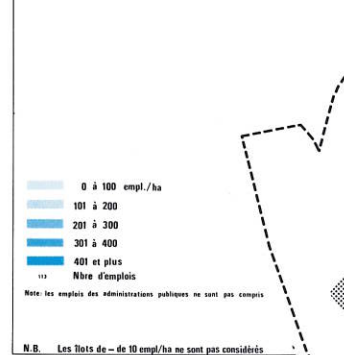 0 à 100 empl./ha
101 à 200
201 à 300
301 à 400
401 et plus
113 Nbre d'emplois
Note: les emplois des administrations publiques ne sont pas compris
N.B. Les îlots de – de 10 empl/ha ne sont pas considérés